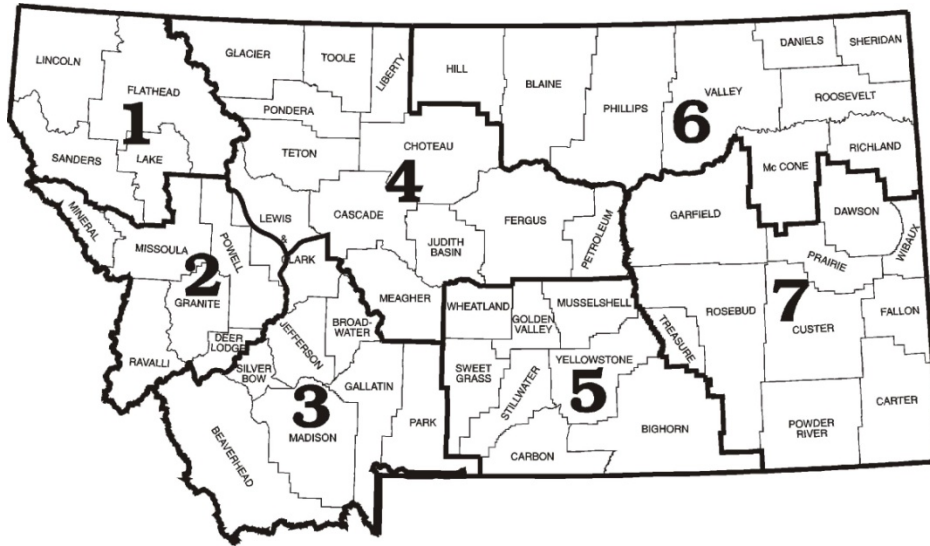 LINCOLN
FLATHEAD
GLACIER
TOOLE
LIBERTY
HILL
BLAINE
PHILLIPS
VALLEY
DANIELS
SHERIDAN
ROOSEVELT
1
SANDERS
LAKE
PONDERA
TETON
CHOTEAU
4
6
Mc CONE
RICHLAND
MINERAL
MISSOULA
POWELL
2
GRANITE
RAVALLI
DEER
LODGE
LEWIS
&
CLARK
CASCADE
JUDITH
BASIN
FERGUS
PETROLEUM
MEAGHER
GARFIELD
DAWSON
WIBAUX
PRAIRIE
7
ROSEBUD
TREASURE
CUSTER
FALLON
POWDER
RIVER
CARTER
SILVER
BOW
JEFFERSON
BROAD-
WATER
GALLATIN
3
MADISON
PARK
BEAVERHEAD
WHEATLAND
GOLDEN
VALLEY
MUSSELSHELL
SWEET
GRASS
STILLWATER
YELLOWSTONE
5
CARBON
BIGHORN